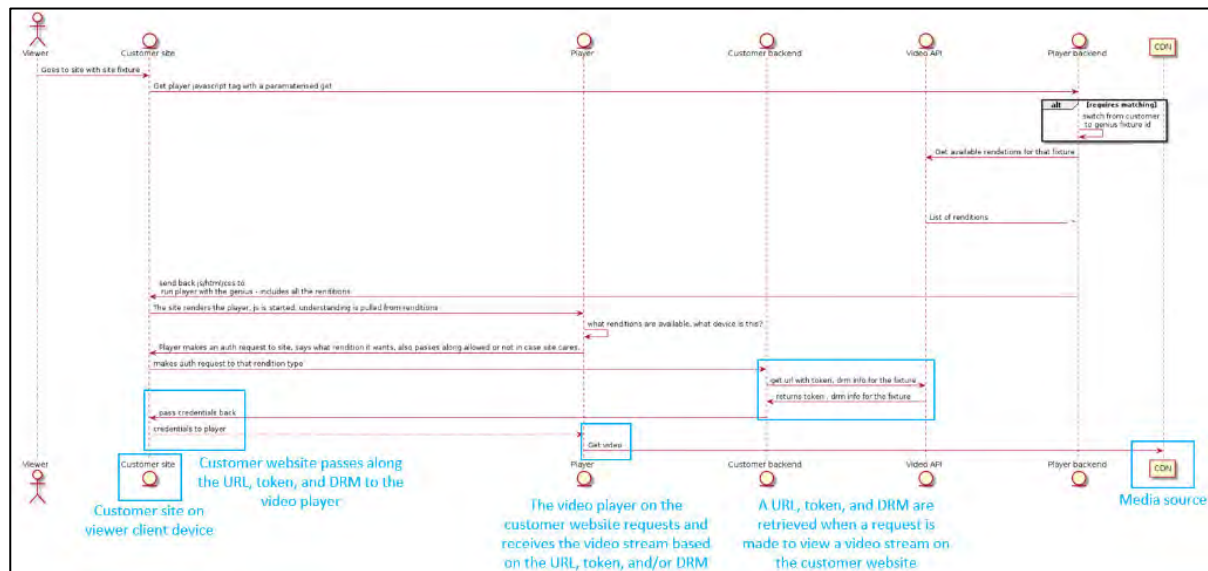 Viewer
Customer site
Player
Customer backend
Video API
Player backend
CDN
Goes to site with site fixture
Get player javascript tag with a paramaterised get
alt
[requires matching]
switch from customer
to genius fixture id
Get available renditions for that fixture
List of renditions
send back js/html/css to
run player with the genius - includes all the renditions
The site renders the player, js is started, understanding is pulled from renditions
what renditions are available, what device is this?
Player makes an auth request to site, says what rendition it wants, also passes along allowed or not in case site cares.
makes auth request to that rendition type
get url with token, drm info for the fixture
returns token , drm info for the fixture
pass credentials back
credentials to player
Get video
Viewer
Customer site
Player
Customer backend
Video API
Player backend
CDN
Customer site on
viewer client device
Customer website passes along
the URL, token, and DRM to the
video player
The video player on the
customer website requests and
receives the video stream based
on the URL, token, and/or DRM
A URL, token, and DRM are
retrieved when a request is
made to view a video stream on
the customer website
Media source